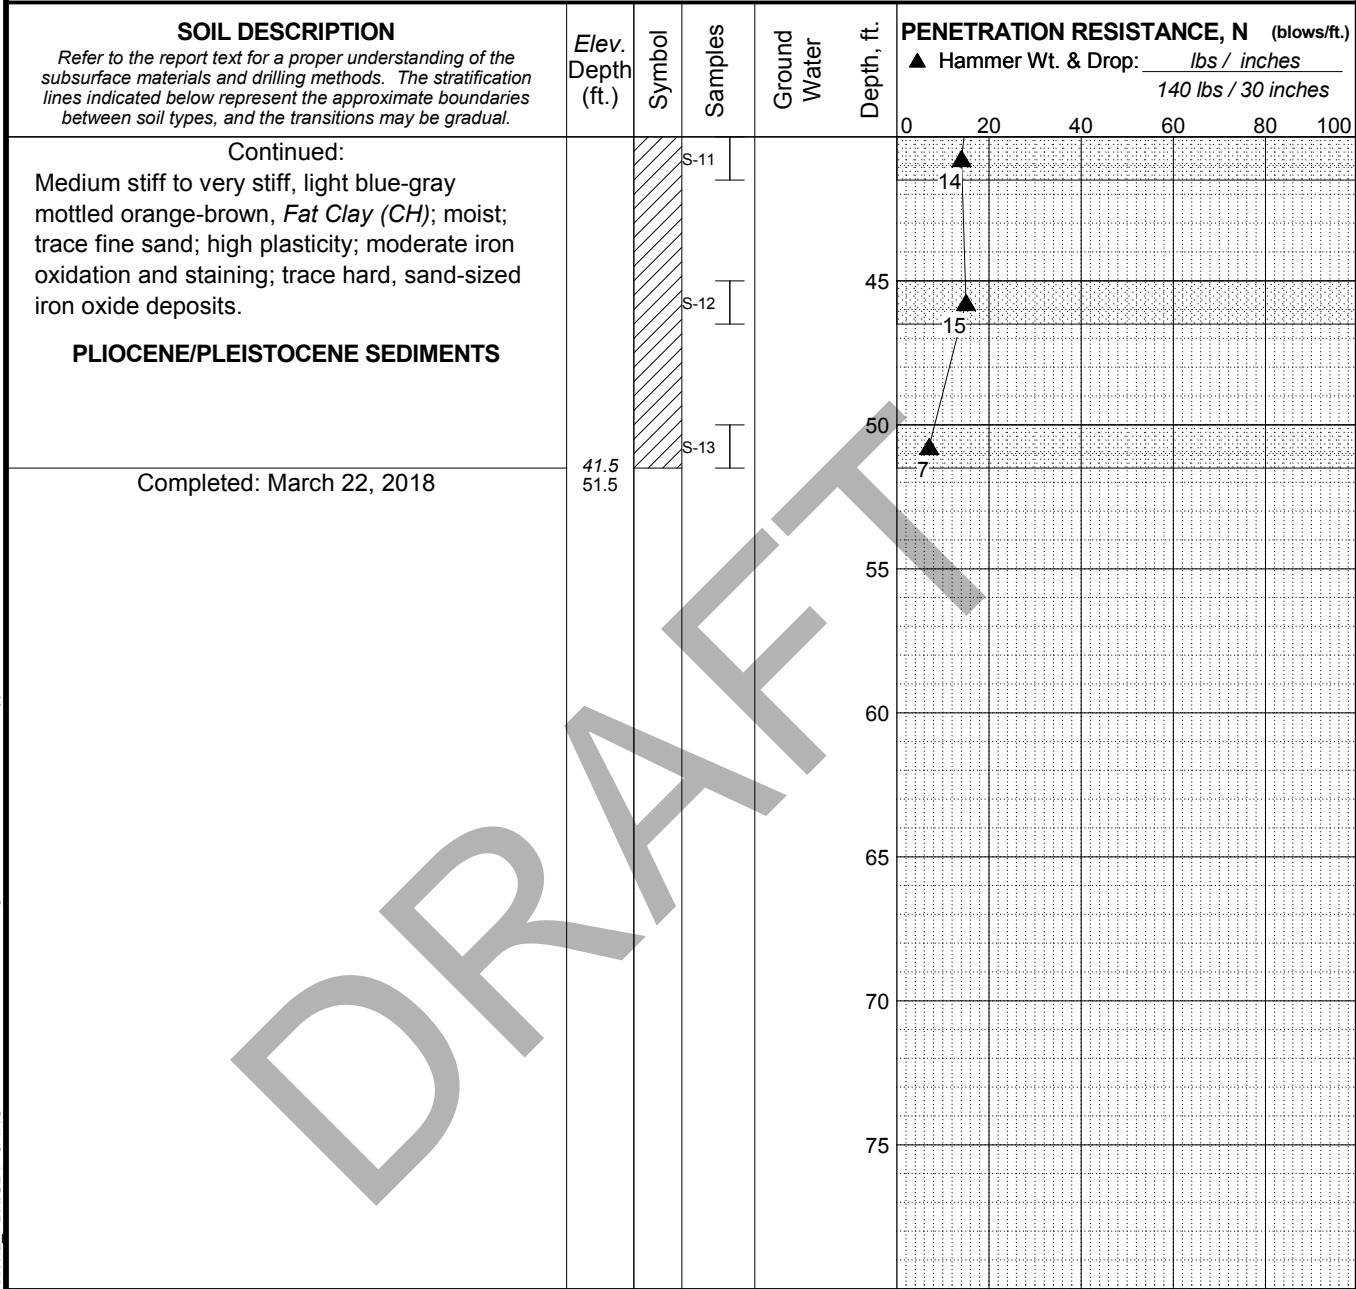 SOIL DESCRIPTION
Refer to the report text for a proper understanding of the
subsurface materials and drilling methods. The stratification
lines indicated below represent the approximate boundaries
between soil types, and the transitions may be gradual.
Elev.
Depth
(ft.)
Symbol
Samples
Ground
Water
Depth, ft.
PENETRATION RESISTANCE, N (blows/ft.)
▲ Hammer Wt. & Drop: lbs / inches
140 lbs / 30 inches
0 20 40 60 80 100
Continued:
Medium stiff to very stiff, light blue-gray
mottled orange-brown, Fat Clay (CH); moist;
trace fine sand; high plasticity; moderate iron
oxidation and staining; trace hard, sand-sized
iron oxide deposits.
PLIOCENE/PLEISTOCENE SEDIMENTS
Completed: March 22, 2018
41.5
51.5
S-11
S-12
S-13
45
50
55
60
65
70
75
14
15
7
DRAFT